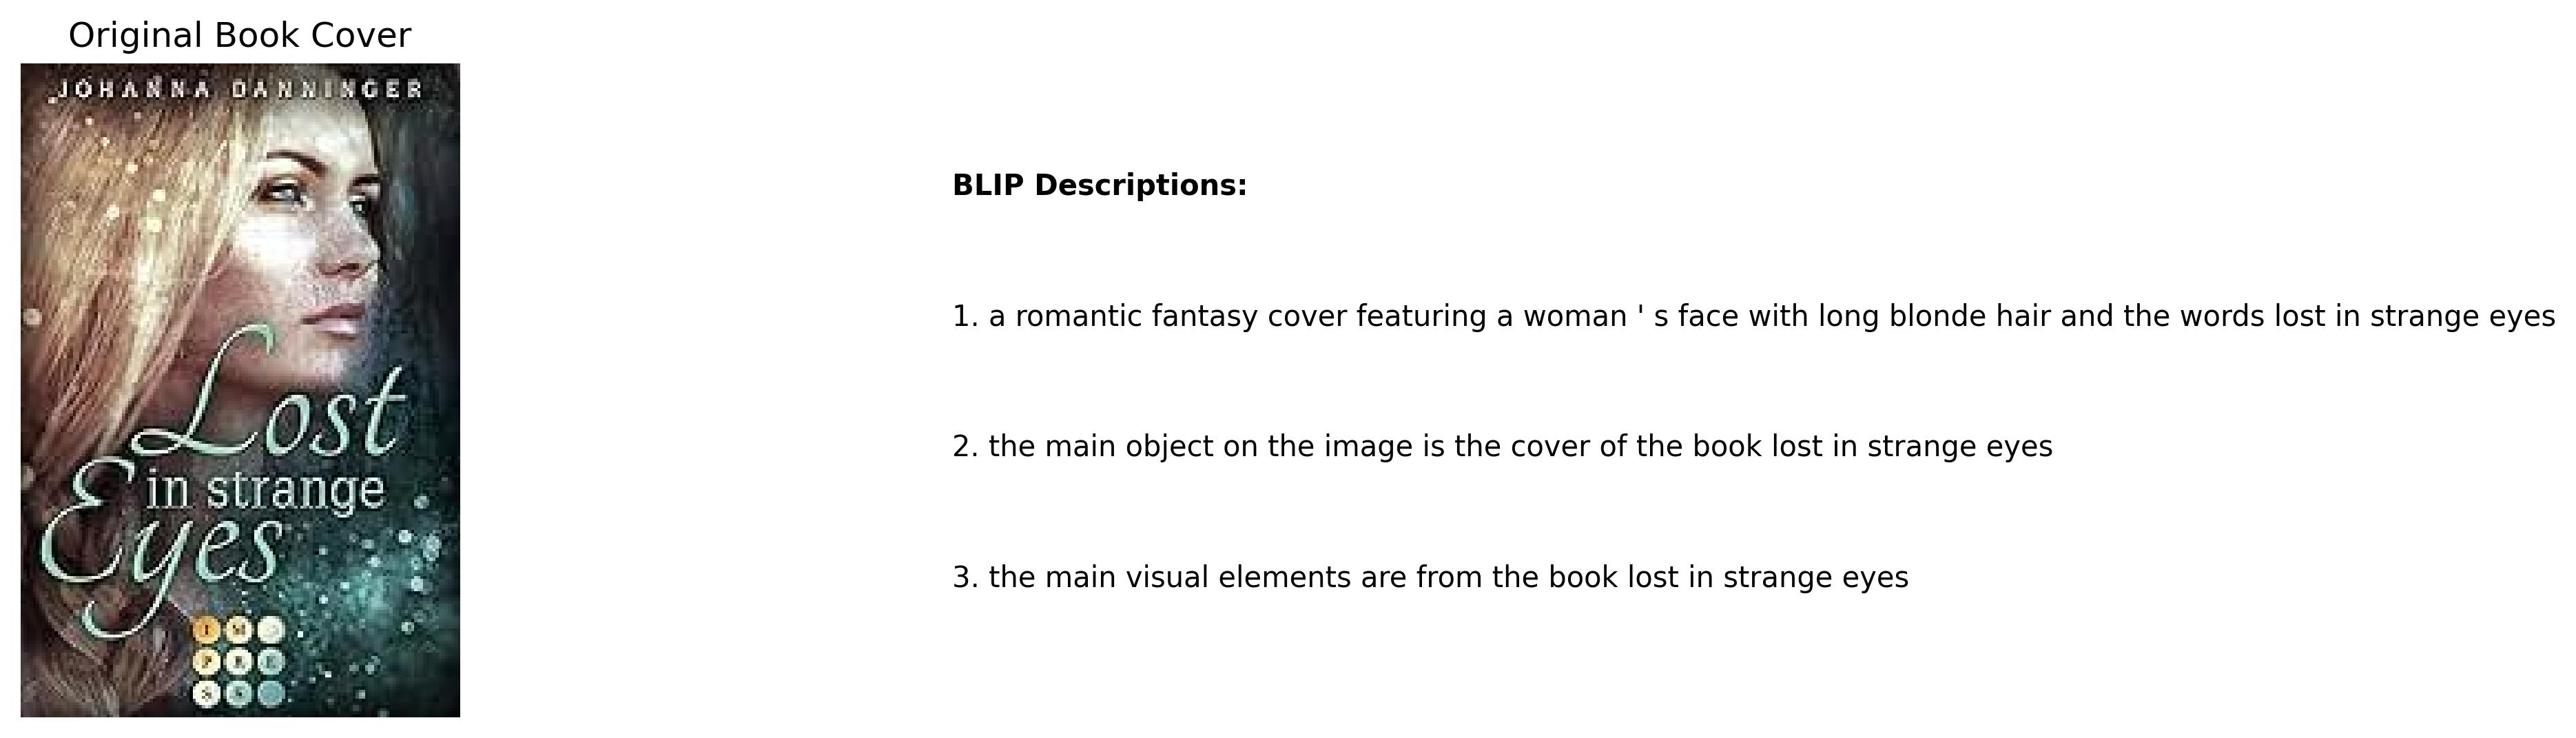 Original Book Cover
JOHANNA DANNINGER
Lost
in strange
Eyes
I M
P R E
S S
BLIP Descriptions:
1. a romantic fantasy cover featuring a woman ' s face with long blonde hair and the words lost in strange eyes
2. the main object on the image is the cover of the book lost in strange eyes
3. the main visual elements are from the book lost in strange eyes